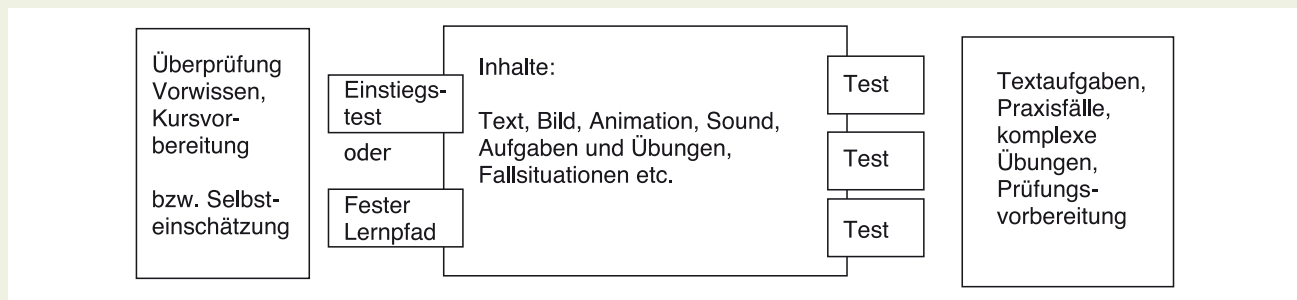 Überprüfung
Vorwissen,
Kursvor-
bereitung
bzw. Selbst-
einschätzung
Einstiegs-
test
oder
Fester
Lernpfad
Inhalte:
Text, Bild, Animation, Sound,
Aufgaben und Übungen,
Fallsituationen etc.
Test
Test
Test
Textaufgaben,
Praxisfälle,
komplexe
Übungen,
Prüfungs-
vorbereitung